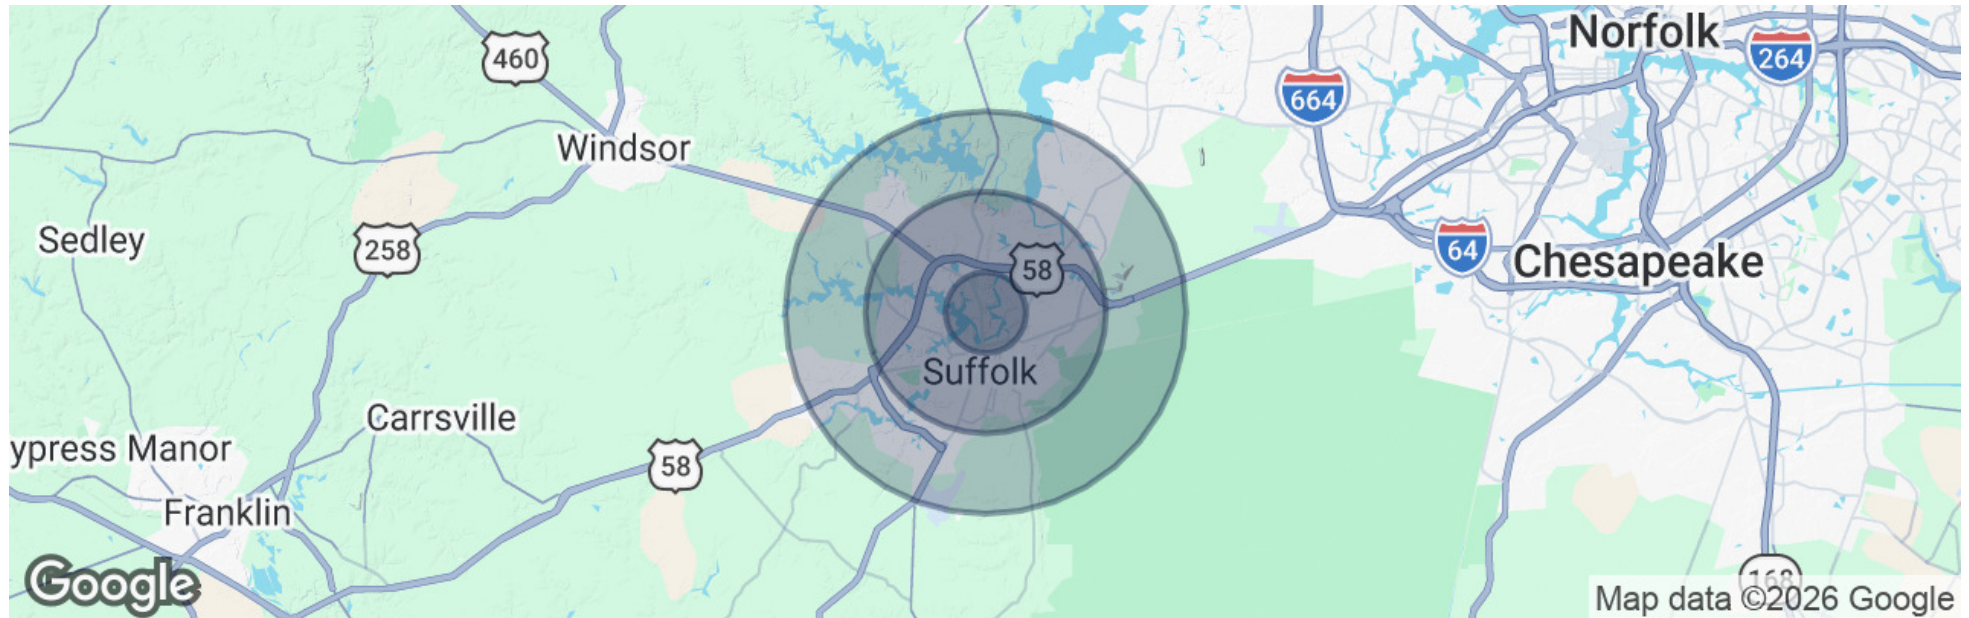 Norfolk
460
264
664
Windsor
Sedley
258
64
58
Chesapeake
Suffolk
Carrsville
ypress Manor
58
Franklin
168
Google
Map data ©2026 Google